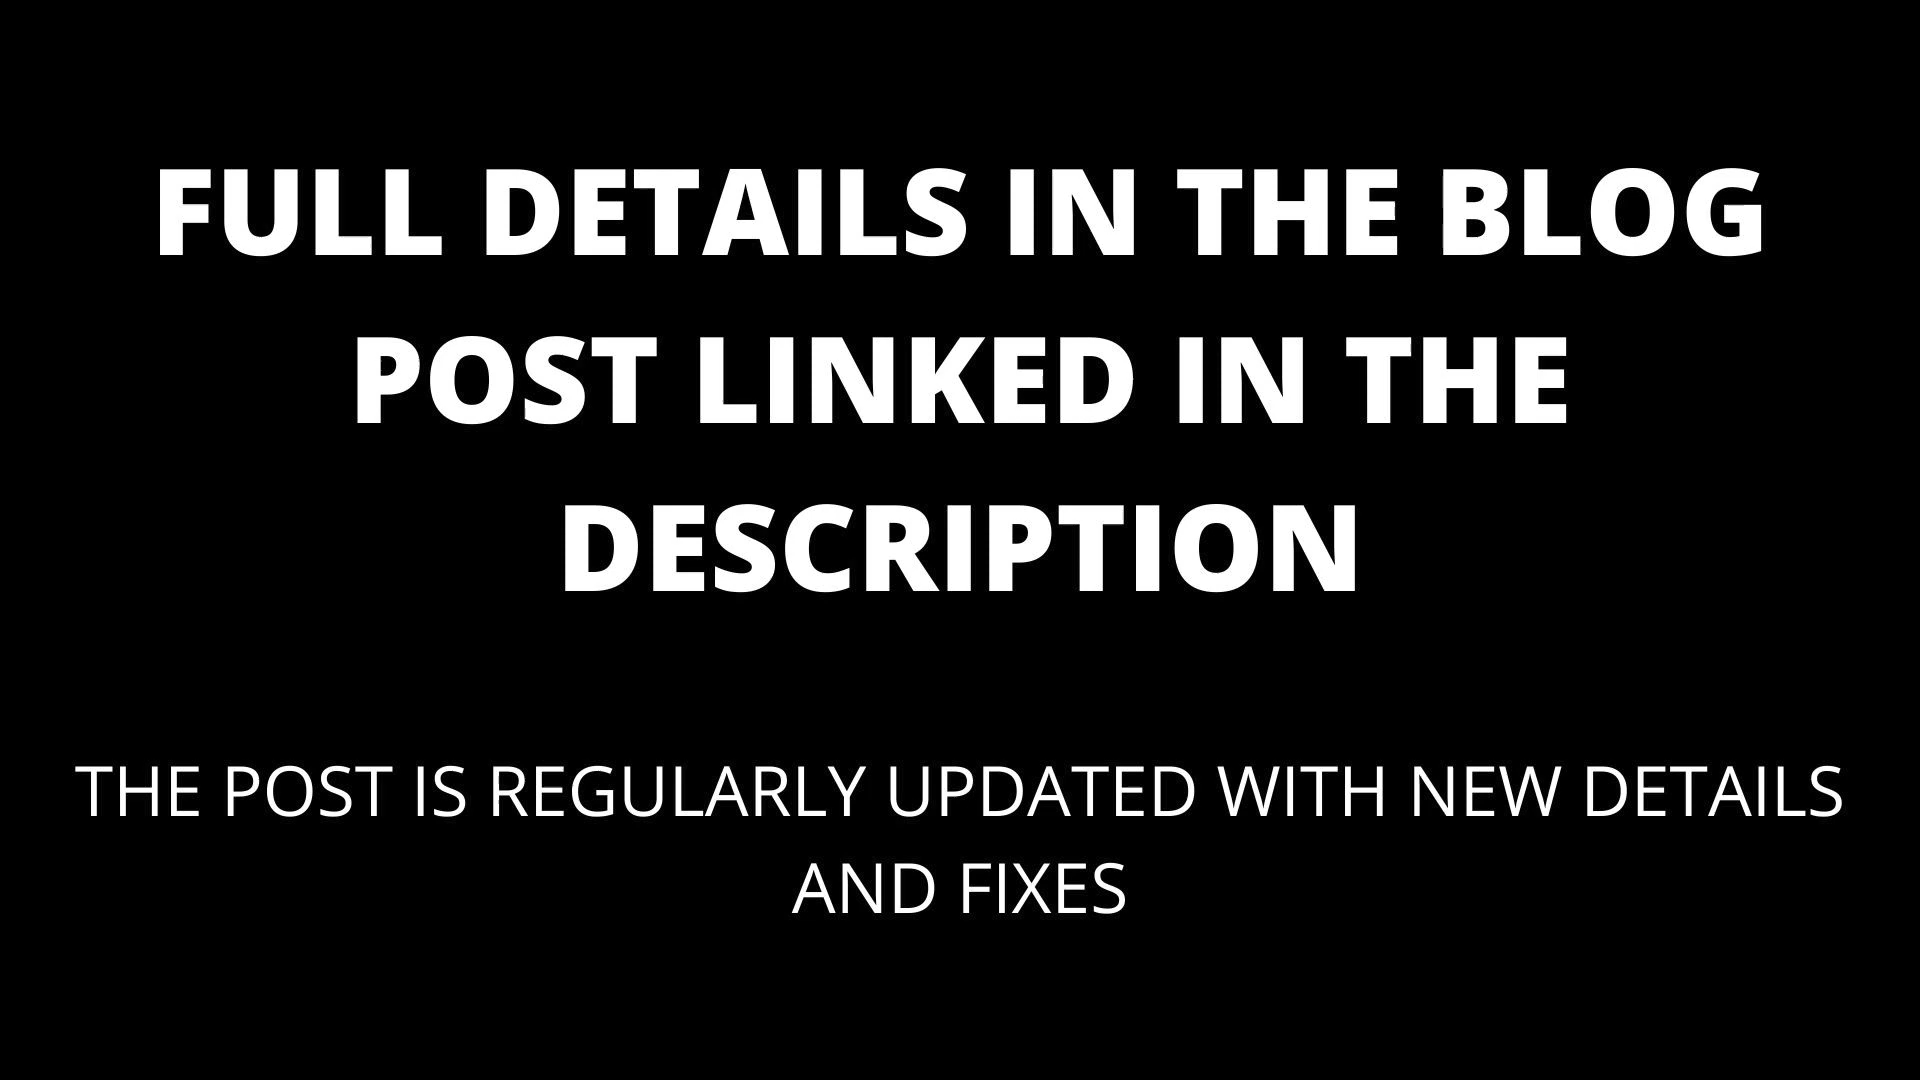 FULL DETAILS IN THE BLOG
POST LINKED IN THE
DESCRIPTION
THE POST IS REGULARLY UPDATED WITH NEW DETAILS
AND FIXES